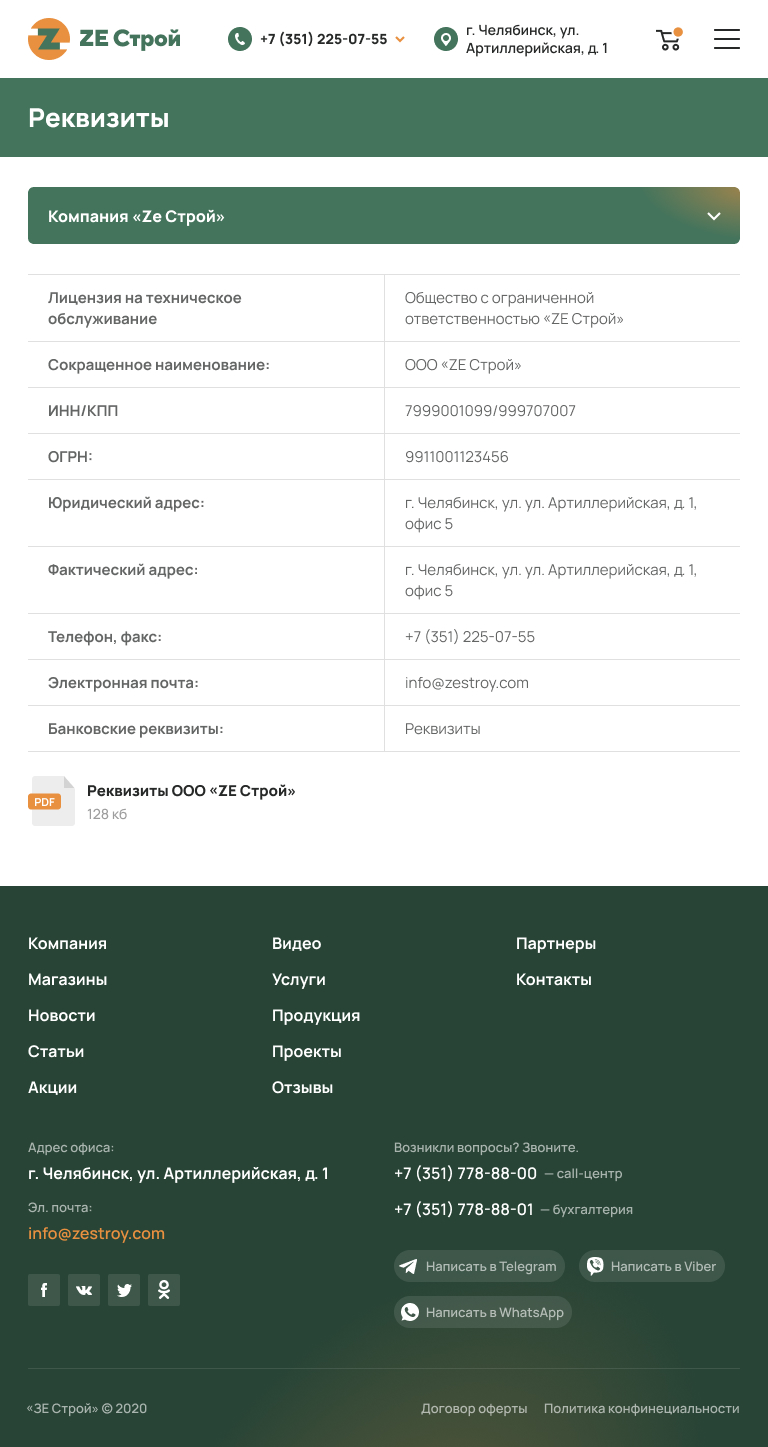 ZE Строй
+7 (351) 225-07-55
г. Челябинск, ул.
Артиллерийская, д. 1
Реквизиты
Компания «Ze Строй»
Лицензия на техническое
обслуживание
Общество с ограниченной
ответственностью «ZE Строй»
Сокращенное наименование:
ООО «ZE Строй»
ИНН/КПП
7999001099/999707007
ОГРН:
9911001123456
Юридический адрес:
г. Челябинск, ул. ул. Артиллерийская, д. 1,
офис 5
Фактический адрес:
г. Челябинск, ул. ул. Артиллерийская, д. 1,
офис 5
Телефон, факс:
+7 (351) 225-07-55
Электронная почта:
info@zestroy.com
Банковские реквизиты:
Реквизиты
PDF
Реквизиты ООО «ZE Строй»
128 кб
Компания
Магазины
Новости
Статьи
Акции
Видео
Услуги
Продукция
Проекты
Отзывы
Партнеры
Контакты
Адрес офиса:
г. Челябинск, ул. Артиллерийская, д. 1
Эл. почта:
info@zestroy.com
Возникли вопросы? Звоните.
+7 (351) 778-88-00 — call-центр
+7 (351) 778-88-01 — бухгалтерия
Написать в Telegram
Написать в Viber
Написать в WhatsApp
«ЗЕ Строй» © 2020
Договор оферты
Политика конфинециальности